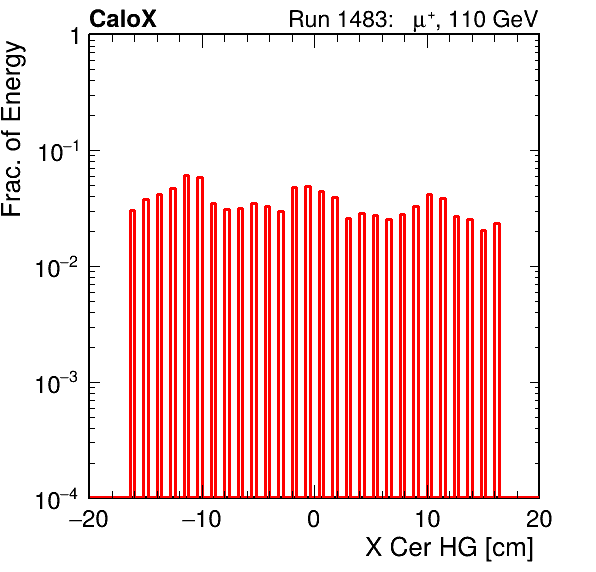 CaloX Run 1483: μ⁺, 110 GeV
Frac. of Energy
1
10⁻¹
10⁻²
10⁻³
10⁻⁴
−20 −10 0 10 20
X Cer HG [cm]